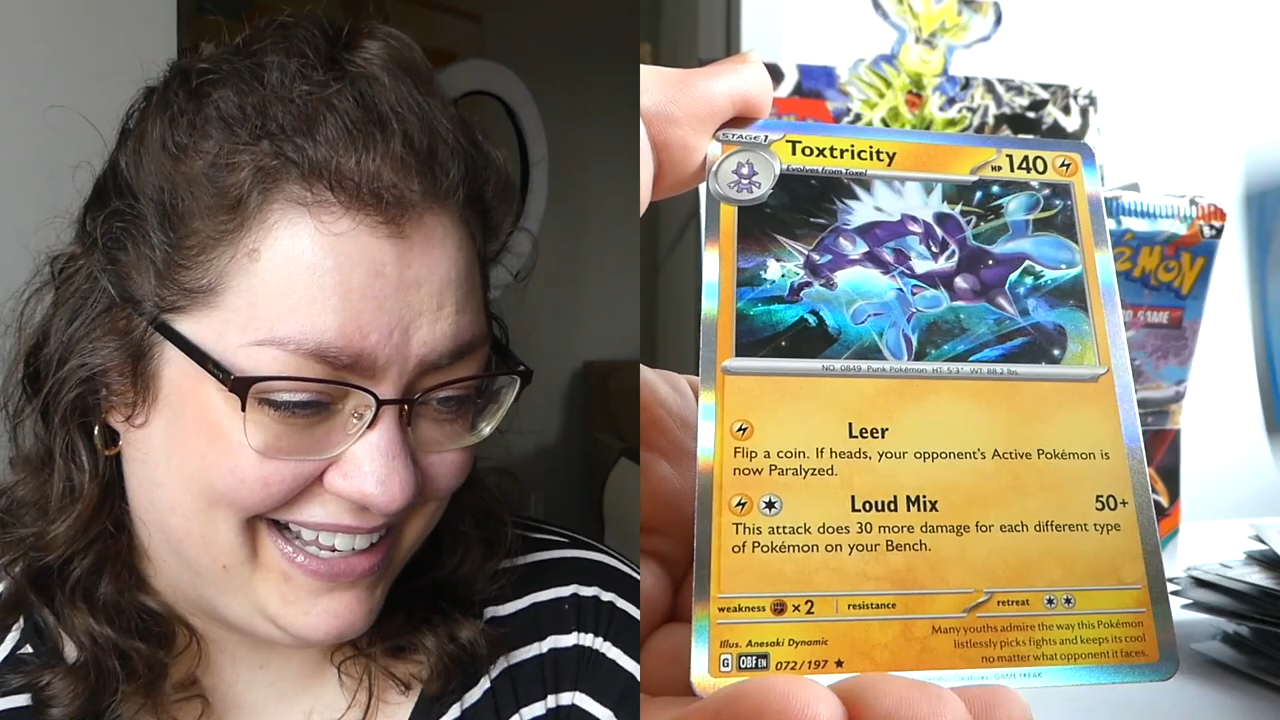 STAGE 1
Toxtricity
HP 140
Evolves from Toxel
NO. 0849 Punk Pokémon HT: 5'3" WT: 88.2 lbs.
Leer
Flip a coin. If heads, your opponent's Active Pokémon is
now Paralyzed.
Loud Mix 50+
This attack does 30 more damage for each different type
of Pokémon on your Bench.
weakness ×2 resistance retreat
Illus. Anesaki Dynamic
Many youths admire the way this Pokémon
listlessly picks fights and keeps its cool
no matter what opponent it faces.
G OBF EN 072/197 ★
GAME FREAK
éMON
GAME